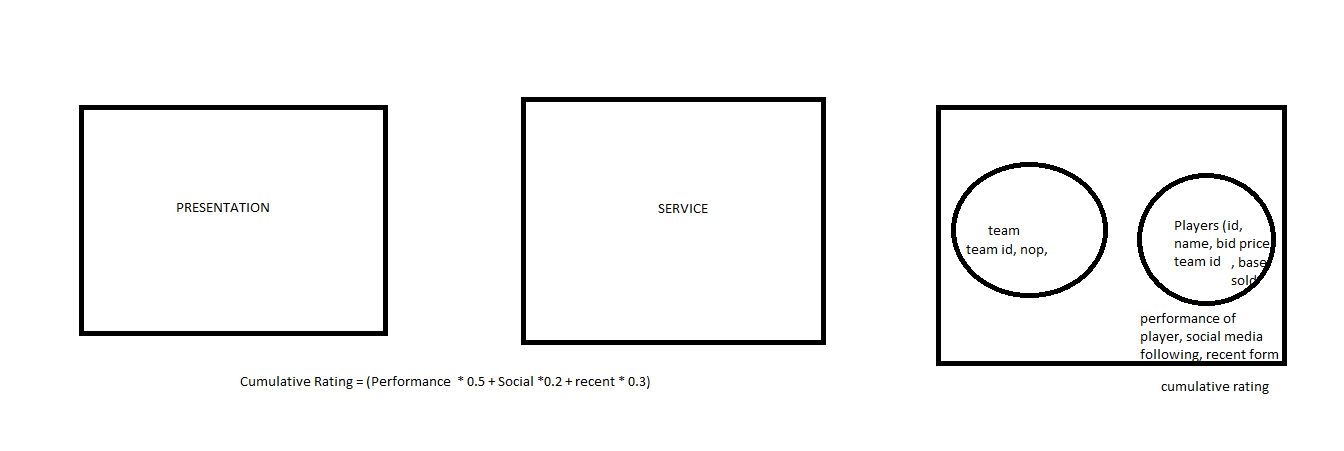 PRESENTATION
SERVICE
team
team id, nop,
Players (id,
name, bid price,
team id , base
sold
performance of
player, social media
following, recent form
cumulative rating
Cumulative Rating = (Performance * 0.5 + Social *0.2 + recent * 0.3)